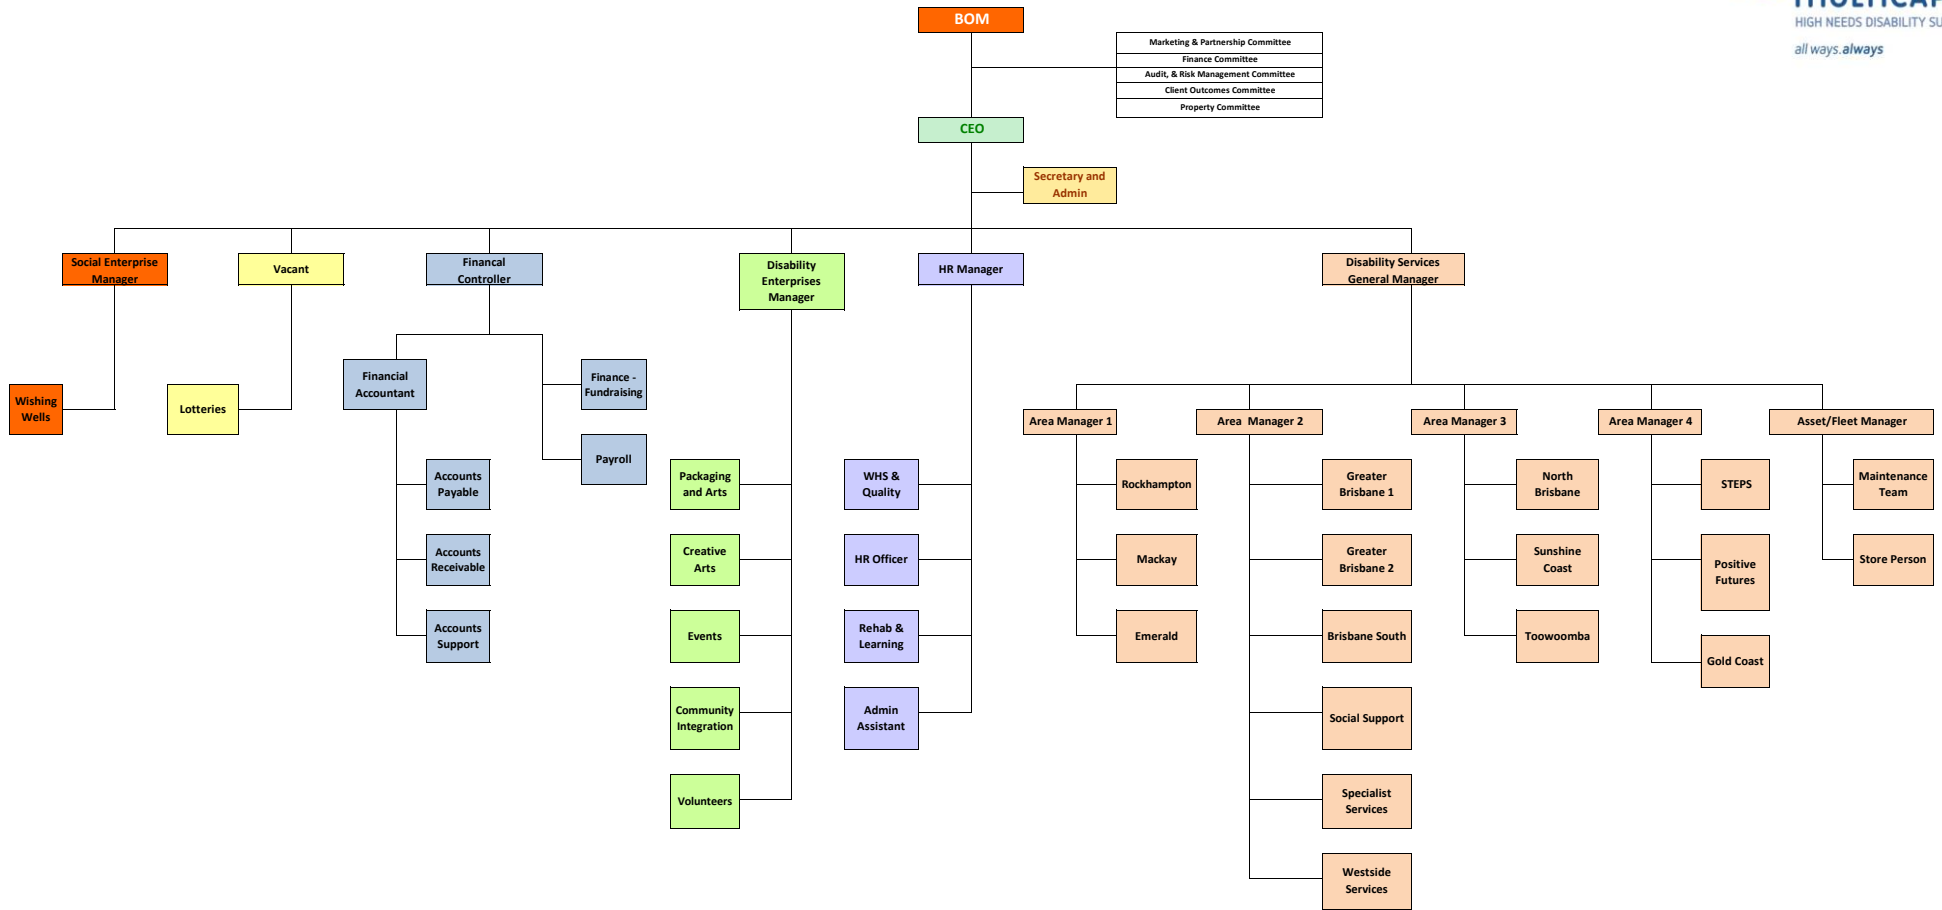 BOM
HIGH NEEDS DISABILITY SU
all ways.always
Marketing & Partnership Committee
Finance Committee
Audit, & Risk Management Committee
Client Outcomes Committee
Property Committee
CEO
Secretary and
Admin
Social Enterprise
Manager
Vacant
Financal
Controller
Disability
Enterprises
Manager
HR Manager
Disability Services
General Manager
Wishing
Wells
Lotteries
Financial
Accountant
Finance -
Fundraising
Payroll
Accounts
Payable
Accounts
Receivable
Accounts
Support
Packaging
and Arts
Creative
Arts
Events
Community
Integration
Volunteers
WHS &
Quality
HR Officer
Rehab &
Learning
Admin
Assistant
Area Manager 1
Area  Manager 2
Area Manager 3
Area Manager 4
Asset/Fleet Manager
Rockhampton
Mackay
Emerald
Greater
Brisbane 1
Greater
Brisbane 2
Brisbane South
Social Support
Specialist
Services
Westside
Services
North
Brisbane
Sunshine
Coast
Toowoomba
STEPS
Positive
Futures
Gold Coast
Maintenance
Team
Store Person